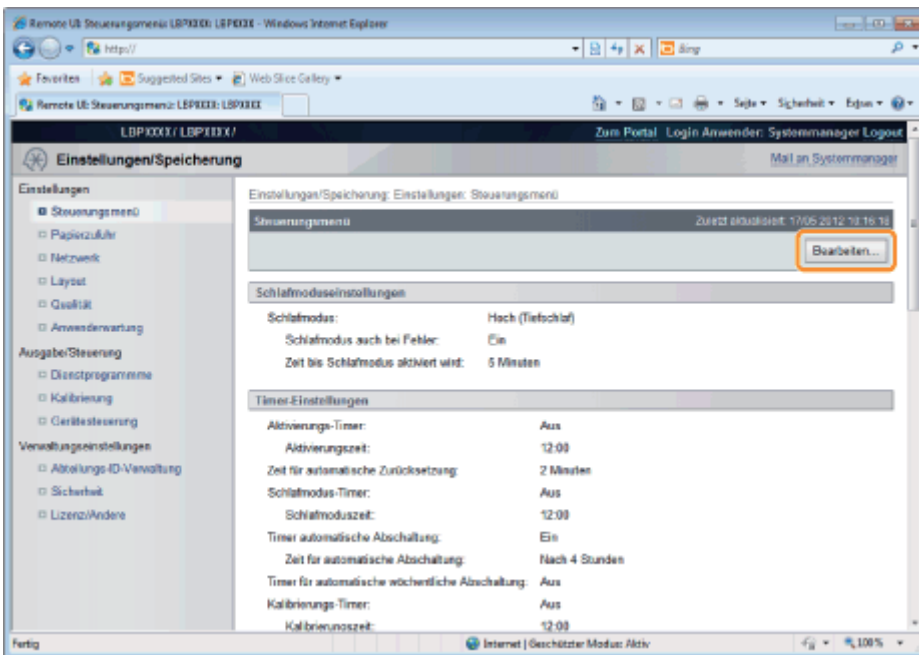 Remote UI: Steuerungsmenü: LBPXXXX: LBPXXXX - Windows Internet Explorer
http://
Bing
Favoriten Suggested Sites Web Slice Gallery
Remote UI: Steuerungsmenü: LBPXXXX: LBPXXXX
Seite Sicherheit Extras
LBPXXXX / LBPXXXX /
Zum Portal Login Anwender: Systemmanager Logout
Einstellungen/Speicherung
Mail an Systemmanager
Einstellungen
Steuerungsmenü
Papierzufuhr
Netzwerk
Layout
Qualität
Anwenderwartung
Ausgabe/Steuerung
Dienstprogrammme
Kalibrierung
Gerätesteuerung
Verwaltungseinstellungen
Abteilungs-ID-Verwaltung
Sicherheit
Lizenz/Andere
Einstellungen/Speicherung: Einstellungen: Steuerungsmenü
Steuerungsmenü
Zuletzt aktualisiert: 17/05 2012 10:16:18
Bearbeiten...
Schlafmoduseinstellungen
Schlafmodus: Hoch (Tiefschlaf)
Schlafmodus auch bei Fehler: Ein
Zeit bis Schlafmodus aktiviert wird: 5 Minuten
Timer-Einstellungen
Aktivierungs-Timer: Aus
Aktivierungszeit: 12:00
Zeit für automatische Zurücksetzung: 2 Minuten
Schlafmodus-Timer: Aus
Schlafmoduszeit: 12:00
Timer automatische Abschaltung: Ein
Zeit für automatische Abschaltung: Nach 4 Stunden
Timer für automatische wöchentliche Abschaltung: Aus
Kalibrierungs-Timer: Aus
Kalibrierungszeit: 12:00
Fertig
Internet | Geschützter Modus: Aktiv
100%